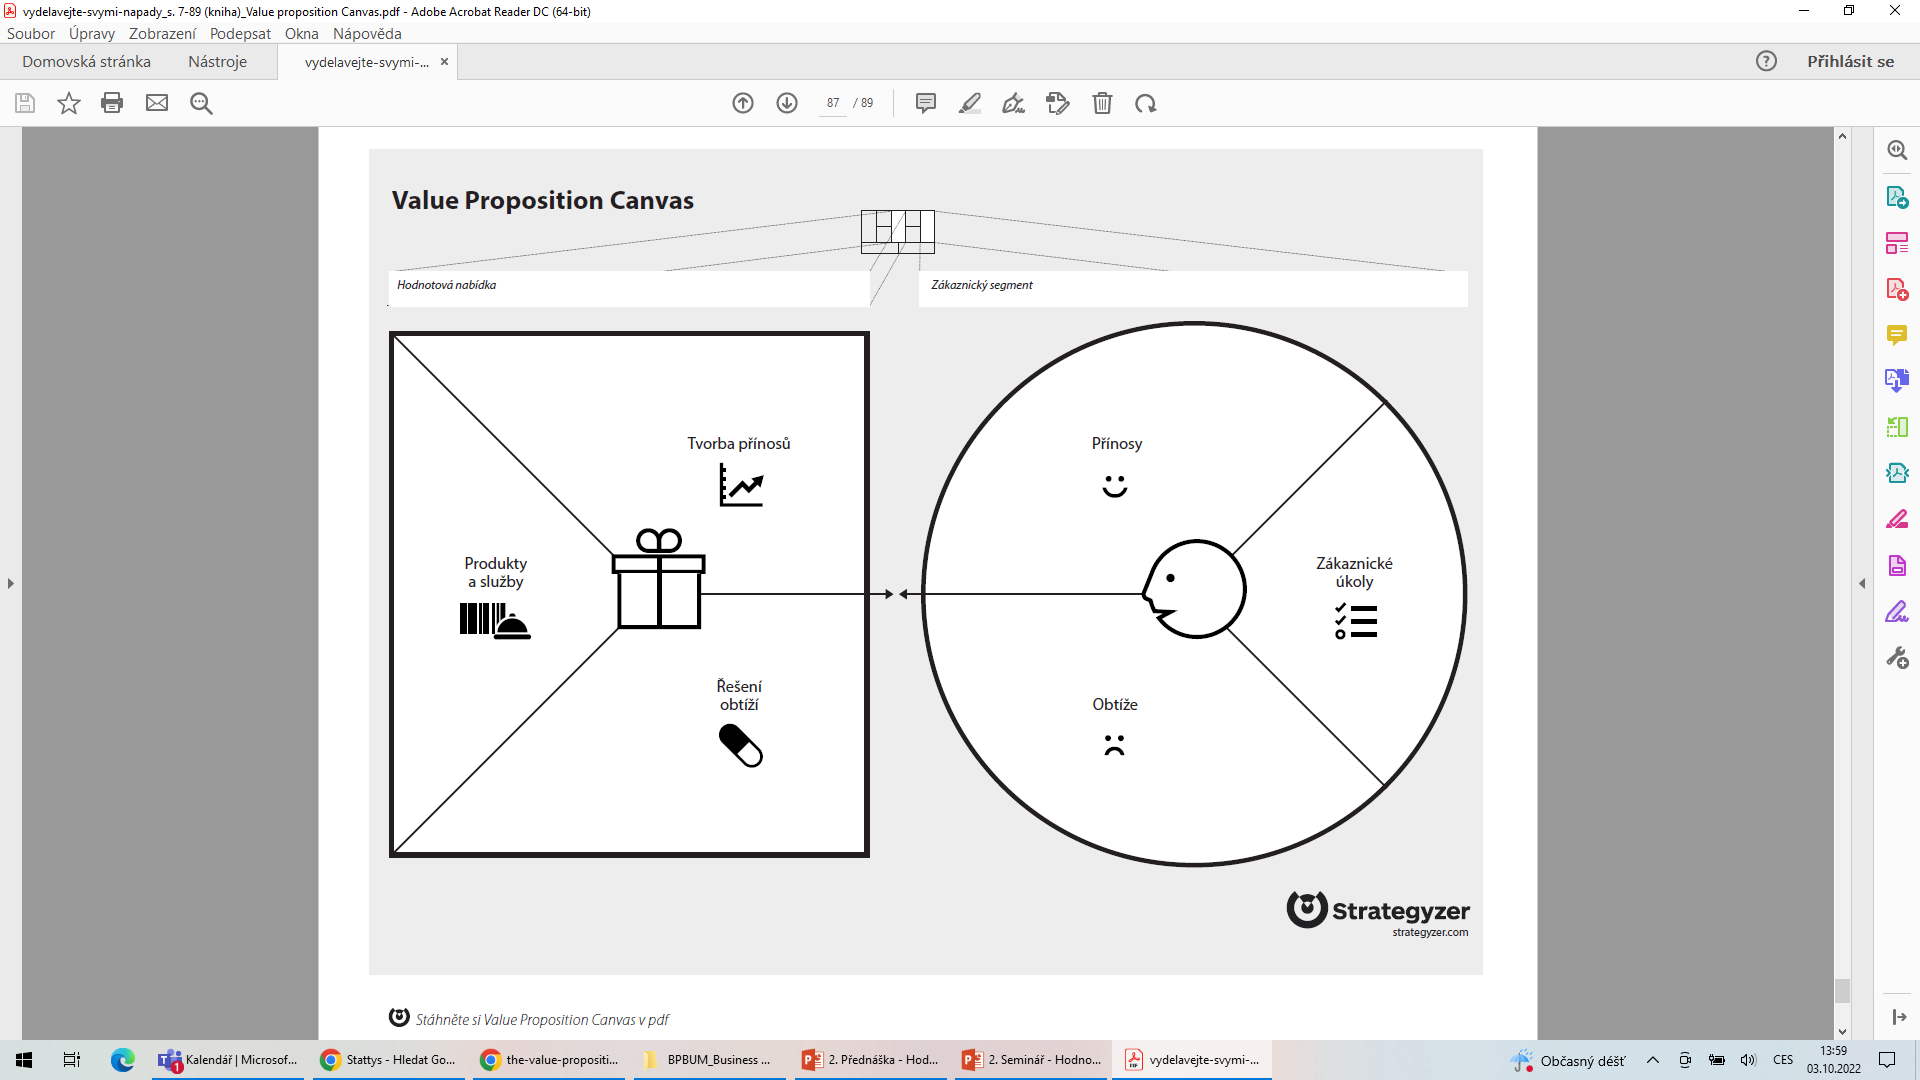 vydelavejte-svymi-napady_s. 7-89 (kniha)_Value proposition Canvas.pdf - Adobe Acrobat Reader DC (64-bit)
Soubor Úpravy Zobrazení Podepsat Okna Nápověda
Domovská stránka Nástroje vydelavejte-svymi-... × Přihlásit se
87 / 89
Value Proposition Canvas
Hodnotová nabídka
Zákaznický segment
Tvorba přínosů
Přínosy
Produkty
a služby
Zákaznické
úkoly
Řešení
obtíží
Obtíže
Strategyzer
strategyzer.com
Stáhněte si Value Proposition Canvas v pdf
1 Kalendář | Microsof... Stattys - Hledat Go... the-value-propositi... BPBUM_Business ... 2. Přednáška - Hod... 2. Seminář - Hodno... vydelavejte-svymi-... Občasný déšť CES
13:59
03.10.2022